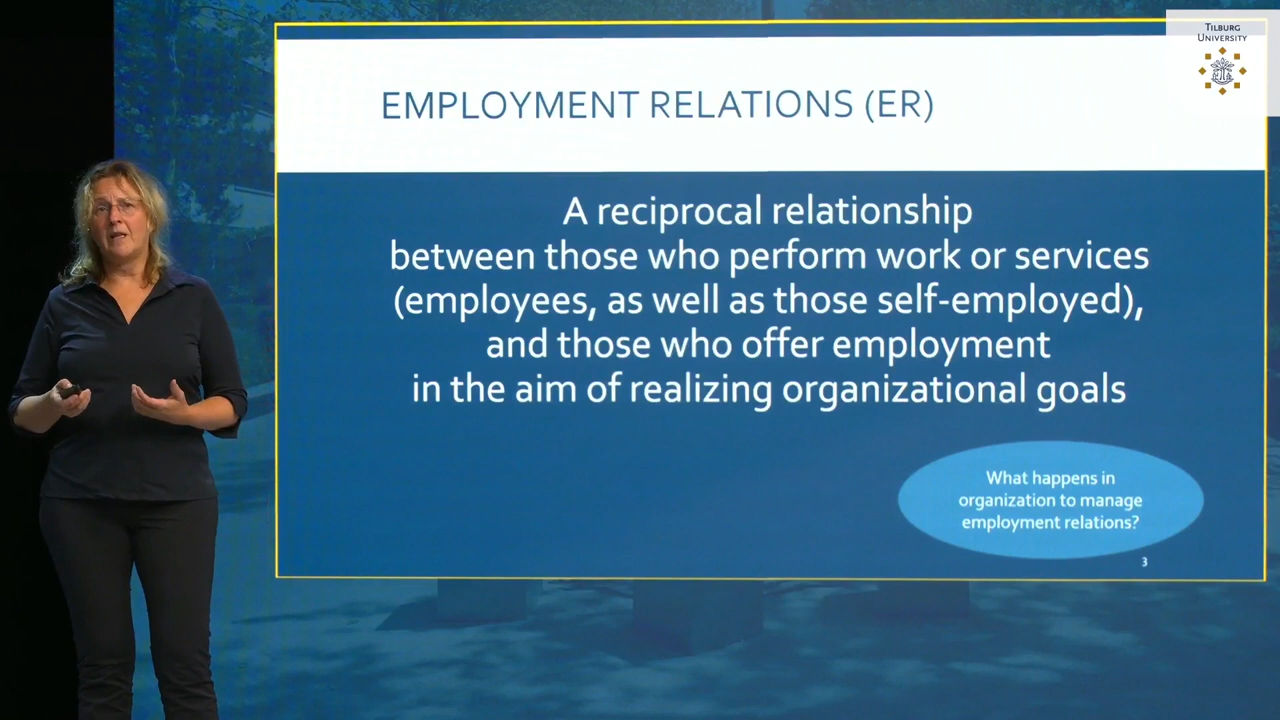 TILBURG
UNIVERSITY
EMPLOYMENT RELATIONS (ER)
A reciprocal relationship
between those who perform work or services
(employees, as well as those self-employed),
and those who offer employment
in the aim of realizing organizational goals
What happens in
organization to manage
employment relations?
3